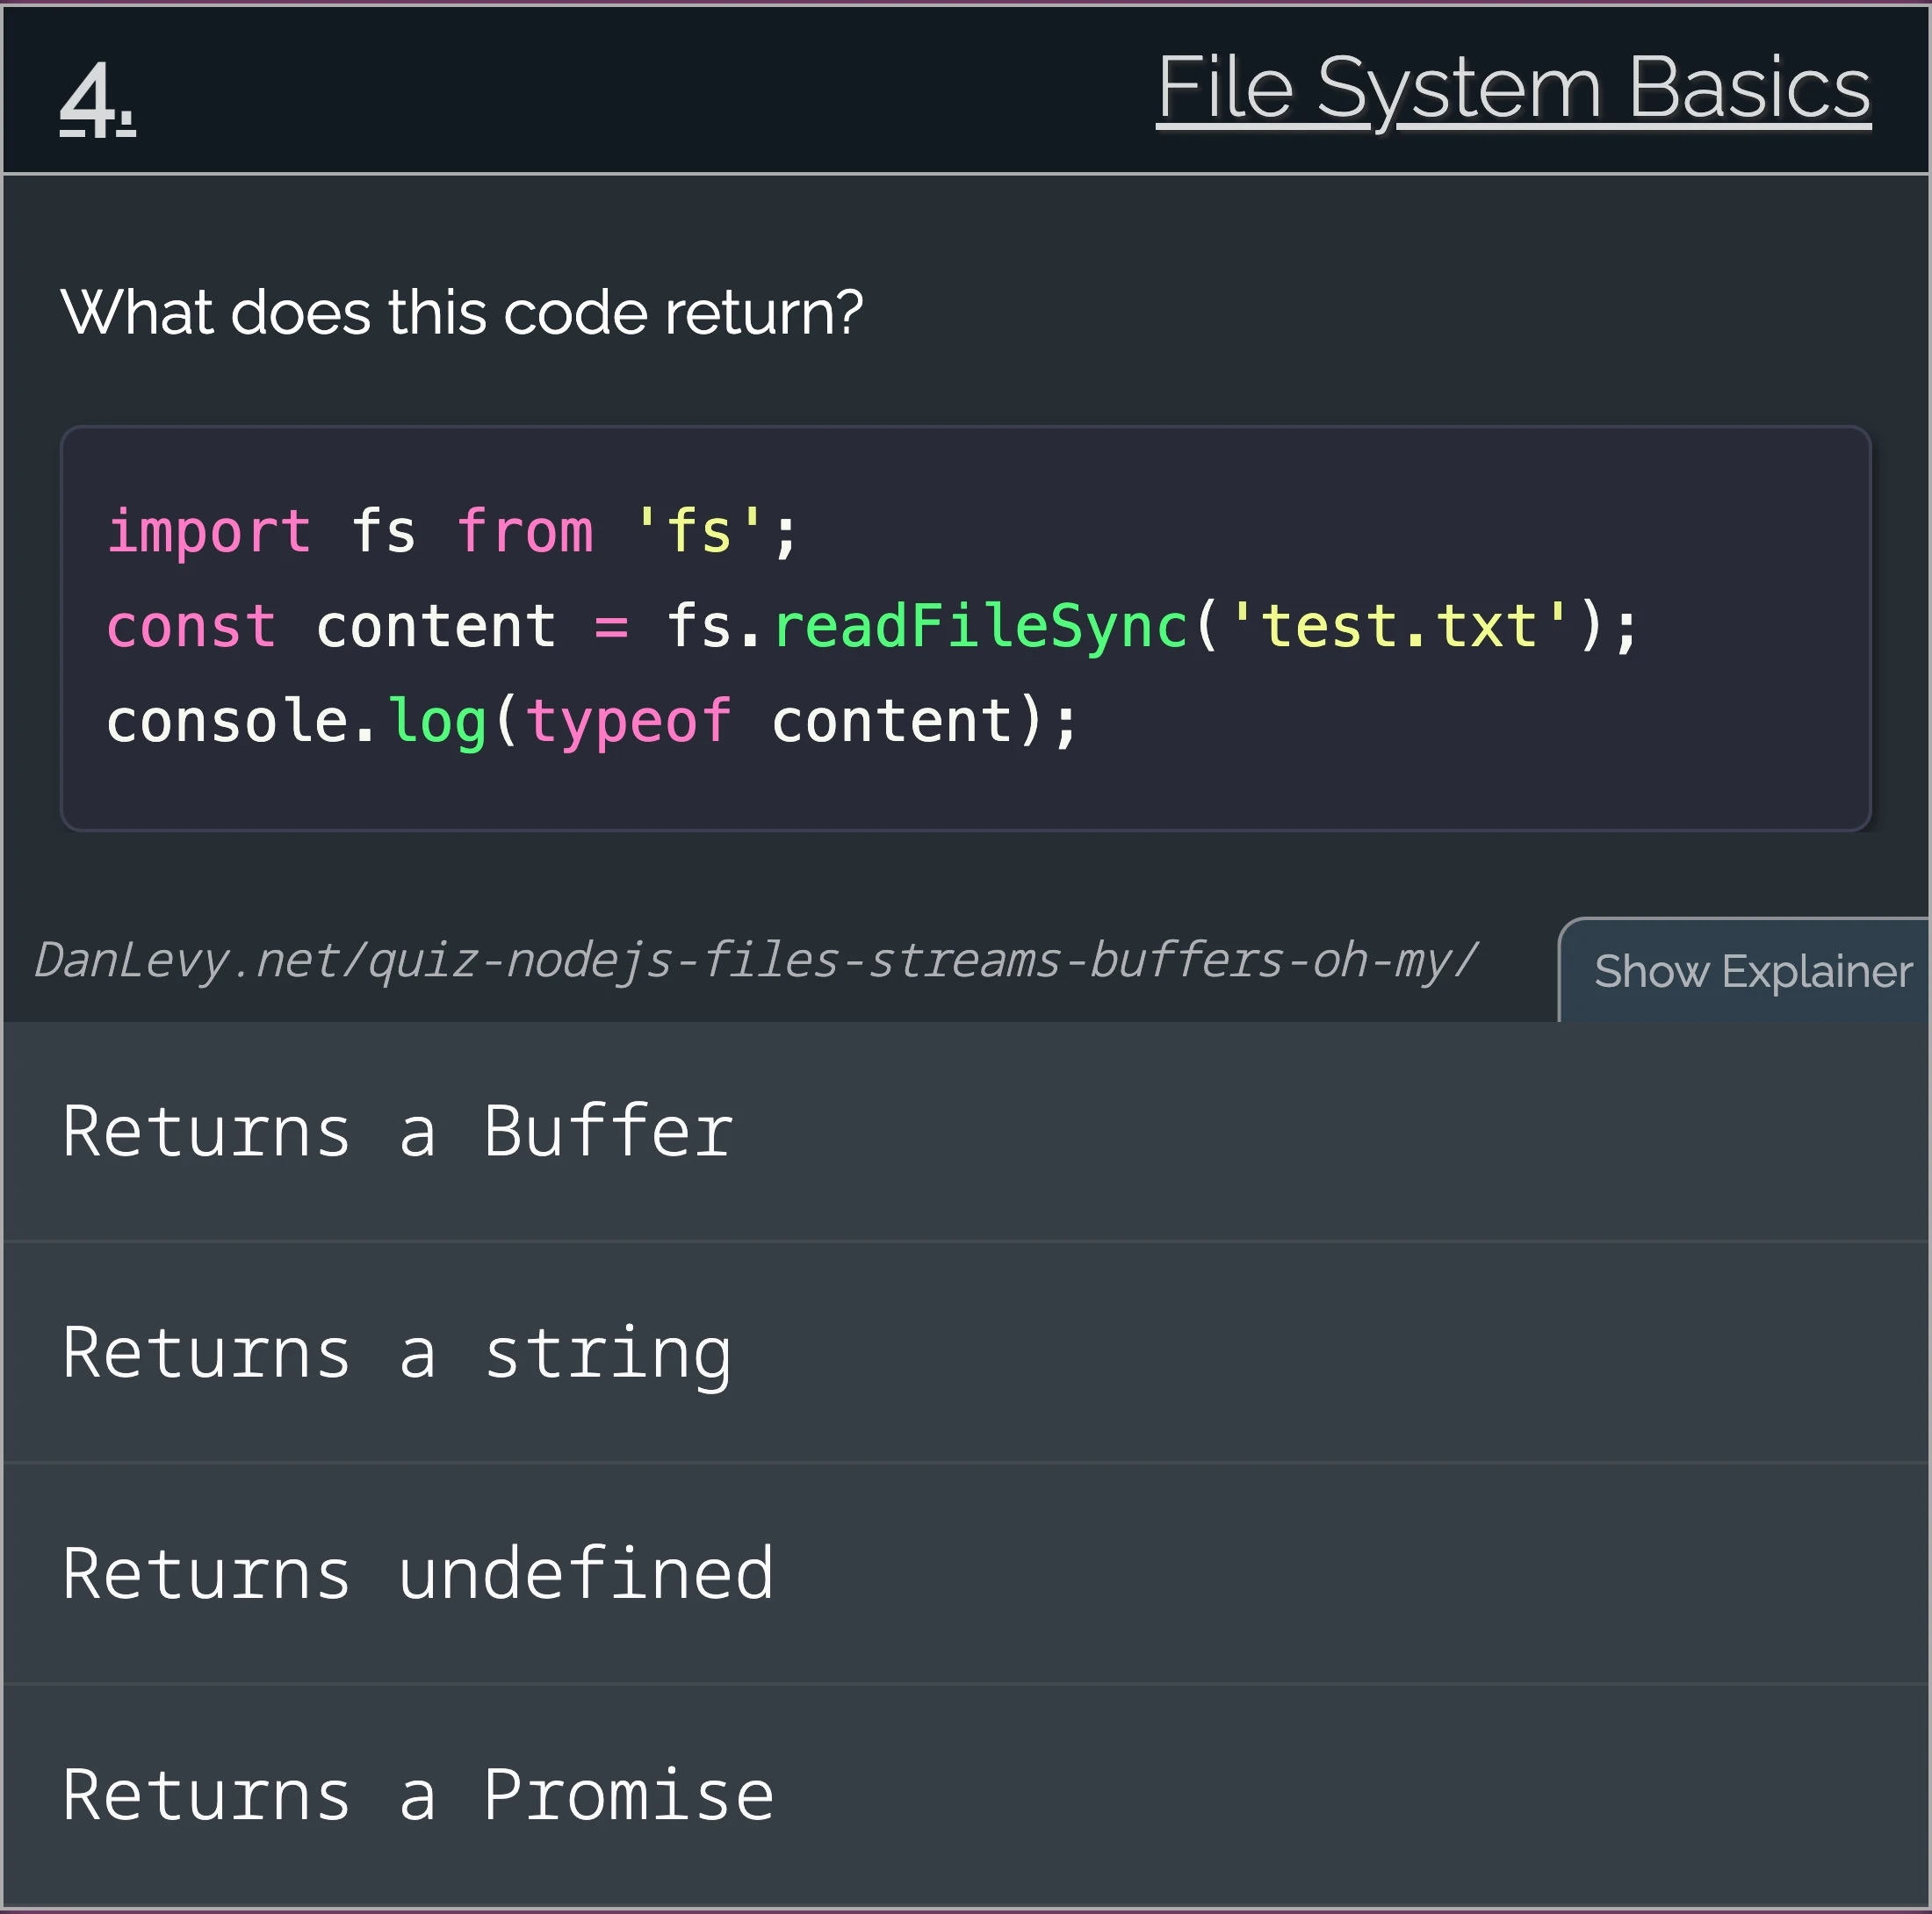 4.
File System Basics
What does this code return?
import fs from 'fs';
const content = fs.readFileSync('test.txt');
console.log(typeof content);
DanLevy.net/quiz-nodejs-files-streams-buffers-oh-my/
Show Explainer
Returns a Buffer
Returns a string
Returns undefined
Returns a Promise